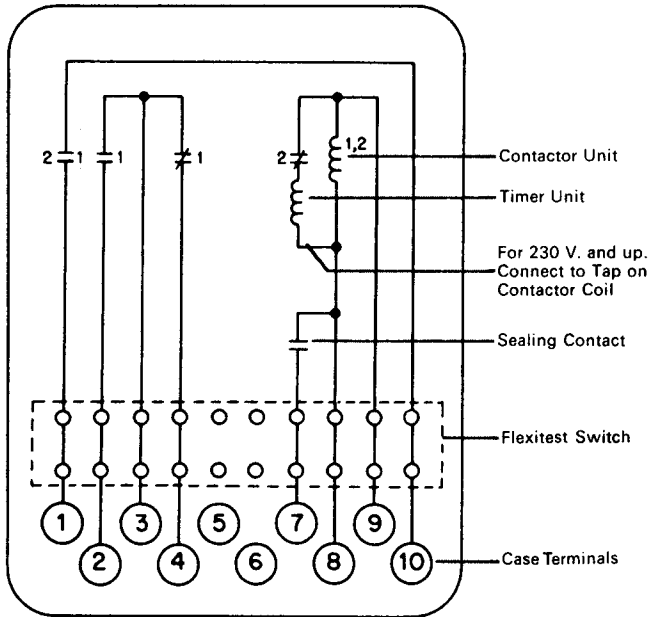 2 1
1
1
2
1,2
Contactor Unit
Timer Unit
For 230 V. and up.
Connect to Tap on
Contactor Coil
Sealing Contact
Flexitest Switch
1
3
5
7
9
2
4
6
8
10
Case Terminals